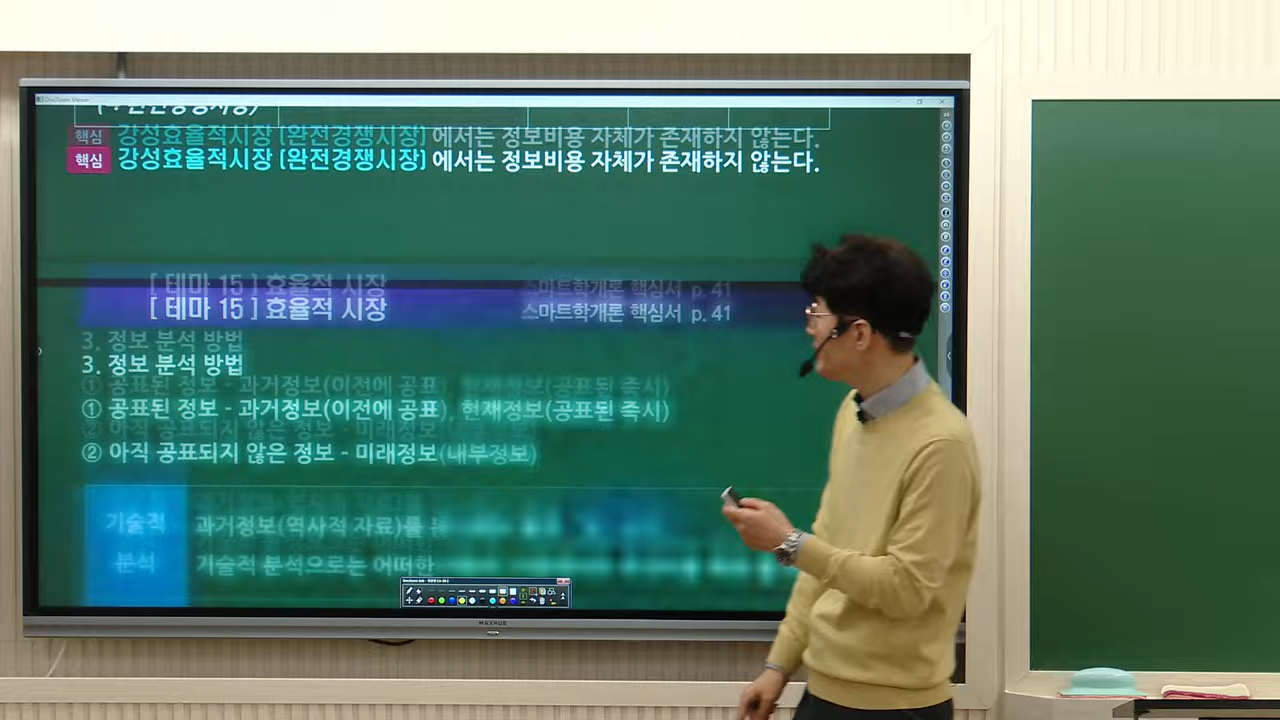 핵심 강성효율적시장 (완전경쟁시장) 에서는 정보비용 자체가 존재하지 않는다.
[ 테마 15 ] 효율적 시장 스마트학개론 핵심서 p. 41
3. 정보 분석 방법
① 공표된 정보 - 과거정보(이전에 공표), 현재정보(공표된 즉시)
② 아직 공표되지 않은 정보 - 미래정보(내부정보)
기술적 과거정보(역사적 자료)를
분석 기술적 분석으로는 어떠한
MAXHUB